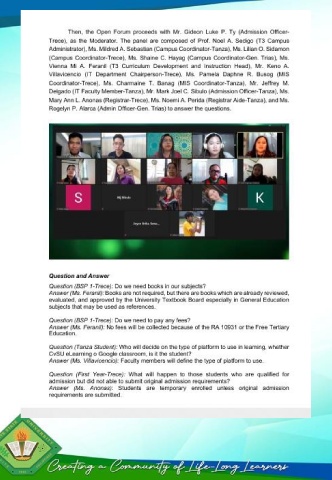 Then, the Open Forum proceeds with Mr. Gideon Luke P. Ty (Admission Officer-
Trece), as the Moderator. The panel are composed of Prof. Noel A. Sedigo (T3 Campus
Administrator), Ms. Mildred A. Sebastian (Campus Coordinator-Tanza), Ms. Lilian O. Sidamon
(Campus Coordinator-Trece), Ms. Shaine C. Hayag (Campus Coordinator-Gen. Trias), Ms.
Vienna Mi A. Feranil (T3 Curriculum Development and Instruction Head), Mr. Keno A.
Villavicencio (IT Department Chairperson-Trece), Ms. Pamela Daphne R. Busog (MIS
Coordinator-Trece), Ms. Charmaine T. Banag (MIS Coordinator-Tanza), Mr. Jeffrey M.
Delgado (IT Faculty Member-Tanza), Mr. Mark Joel C. Sibulo (Admission Officer-Tanza), Ms.
Mary Ann L. Anonas (Registrar-Trece), Ms. Noemi A. Perida (Registrar Aide-Tanza), and Ms.
Rogelyn P. Alarca (Admin Officer-Gen. Trias) to answer the questions.
S
K
Question and Answer
Question (BSP 1-Trece): Do we need books in our subjects?
Answer (Ms. Feranil): Books are not required, but there are books which are already reviewed,
evaluated, and approved by the University Textbook Board especially in General Education
subjects that may be used as references.
Question (BSP 1-Trece): Do we need to pay any fees?
Answer (Ms. Feranil): No fees will be collected because of the RA 10931 or the Free Tertiary
Education.
Question (Tanza Student): Who will decide on the type of platform to use in learning, whether
CvSU eLearning o Google classroom, is it the student?
Answer (Ms. Villavicencio): Faculty members will define the type of platform to use.
Question (First Year-Trece): What will happen to those students who are qualified for
admission but did not able to submit original admission requirements?
Answer (Ms. Anonas): Students are temporary enrolled unless original admission
requirements are submitted.
Creating a Community of Life-Long Learners